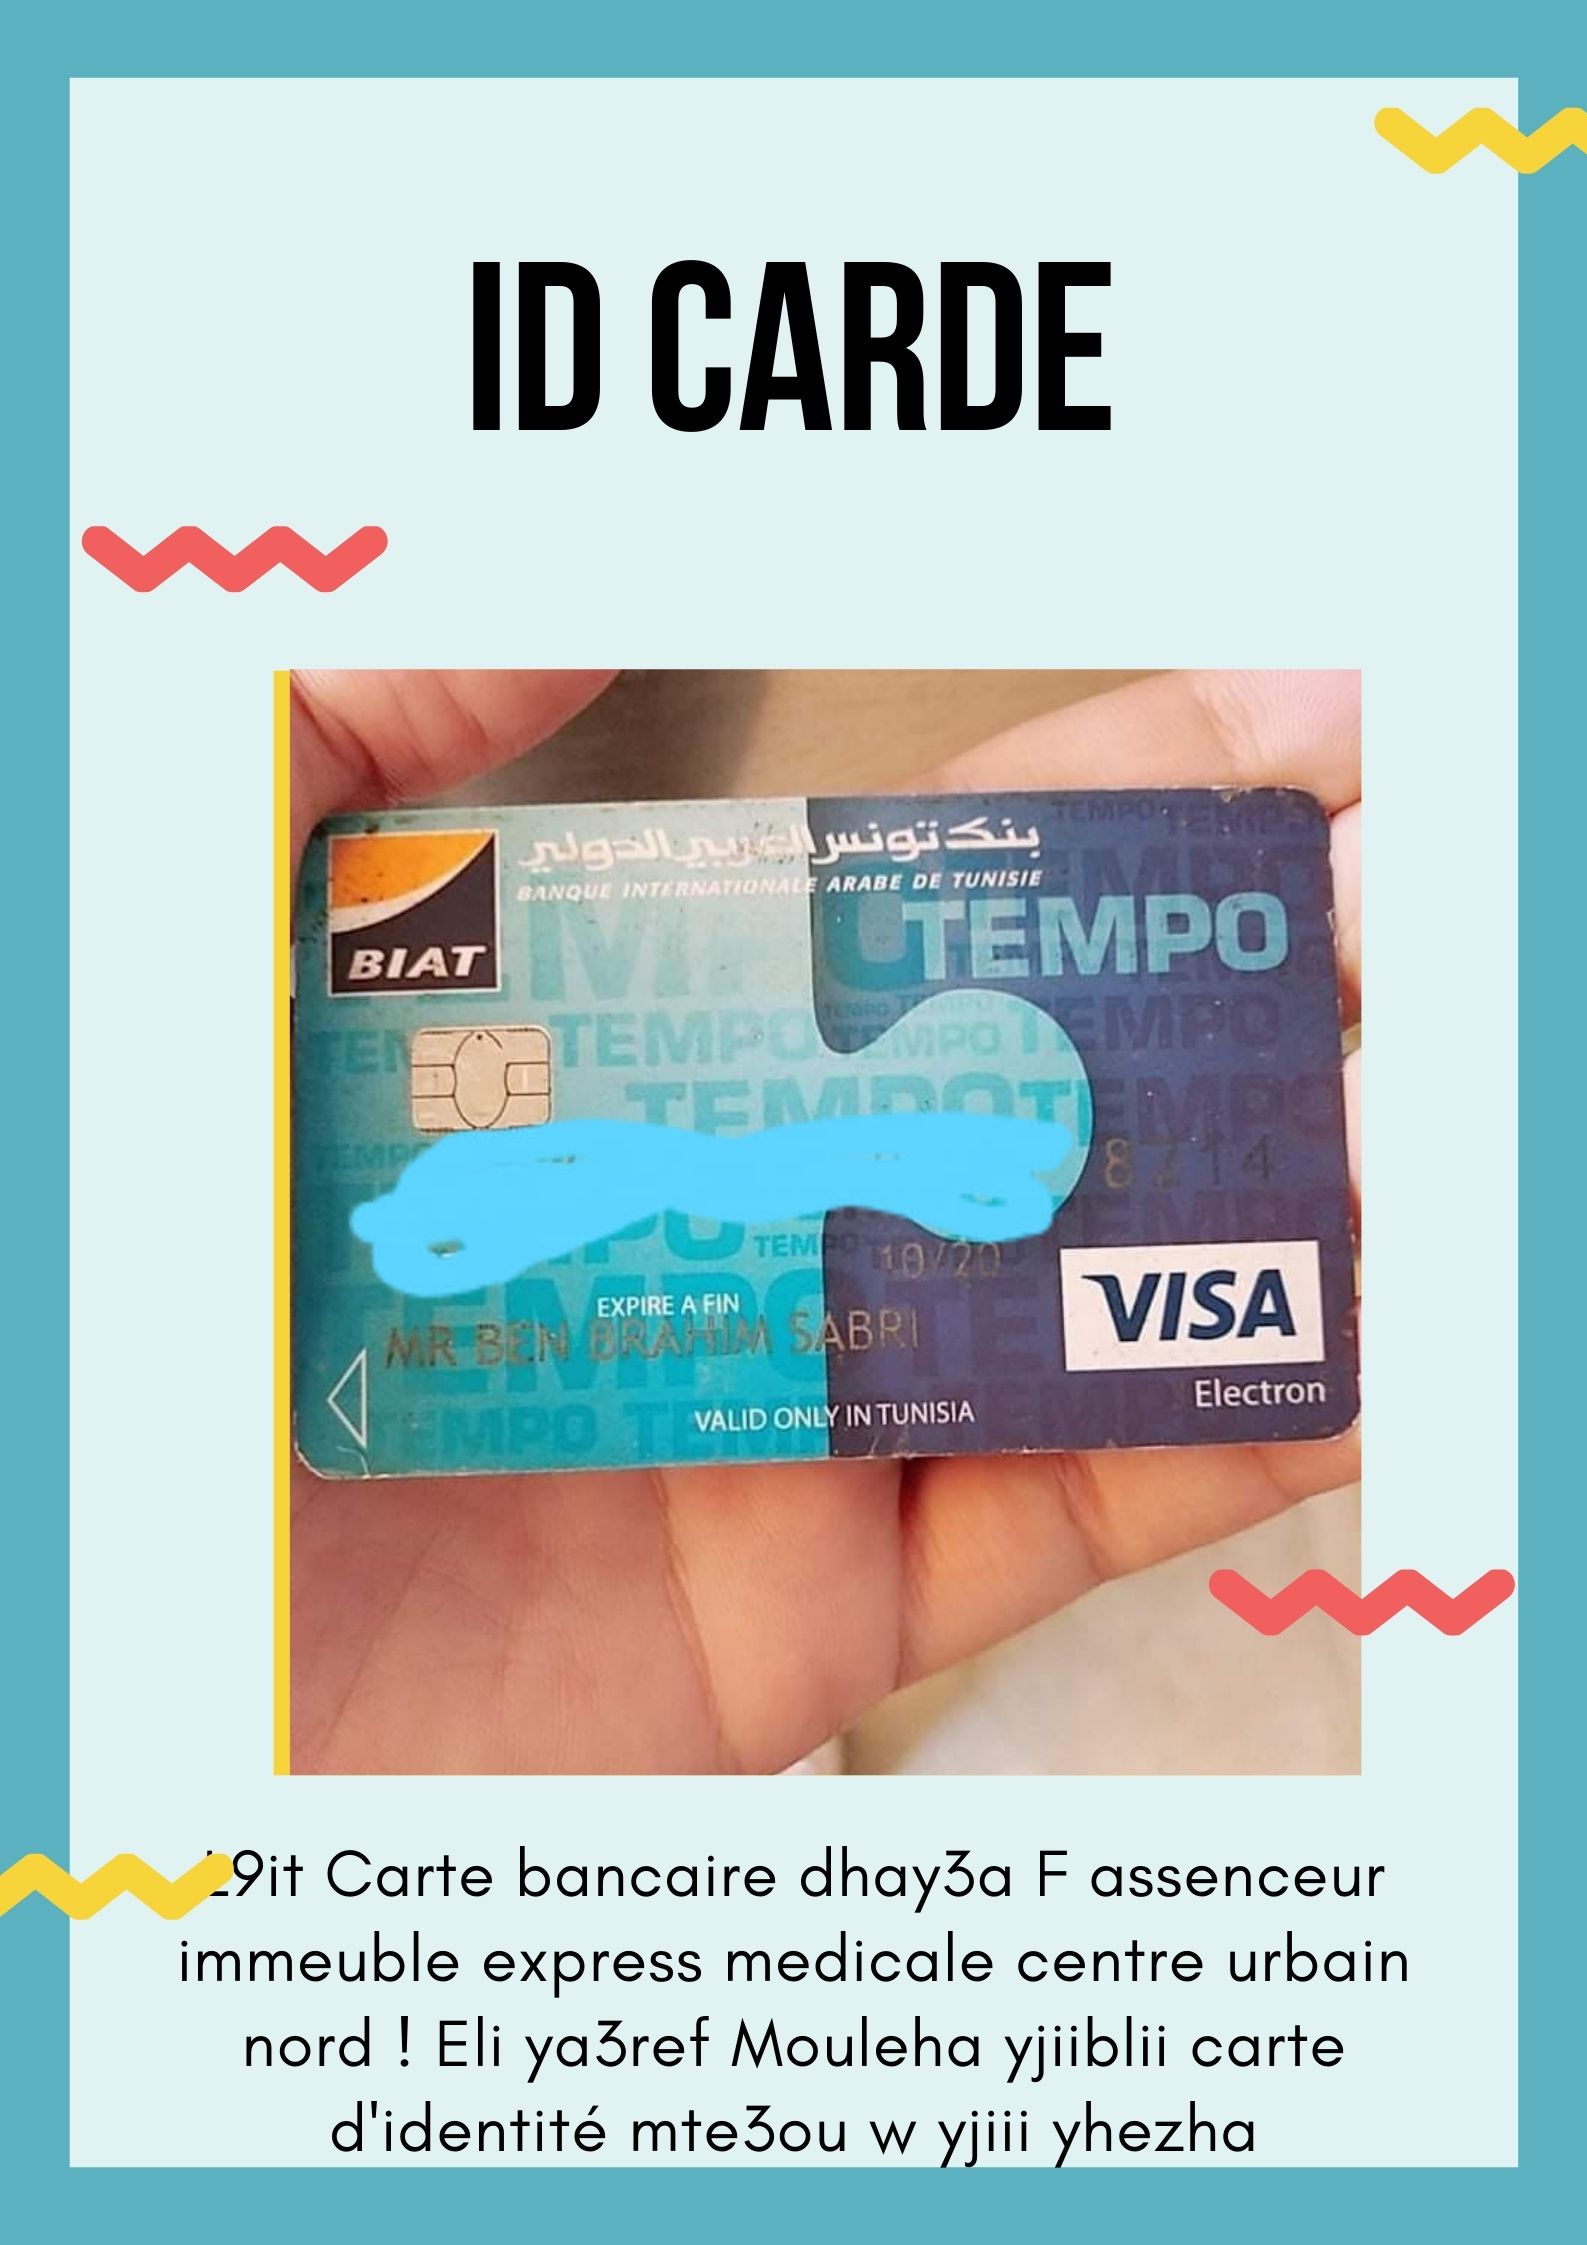 ID CARDE
بنك تونس العربي الدولي
BANQUE INTERNATIONALE ARABE DE TUNISIE
TEMPO
BIAT
8214
10/20
EXPIRE A FIN
MR BEN BRAHIM SABRI
VISA
Electron
VALID ONLY IN TUNISIA
L9it Carte bancaire dhay3a F assenceur
immeuble express medicale centre urbain
nord ! Eli ya3ref Mouleha yjiiblii carte
d'identité mte3ou w yjiii yhezha